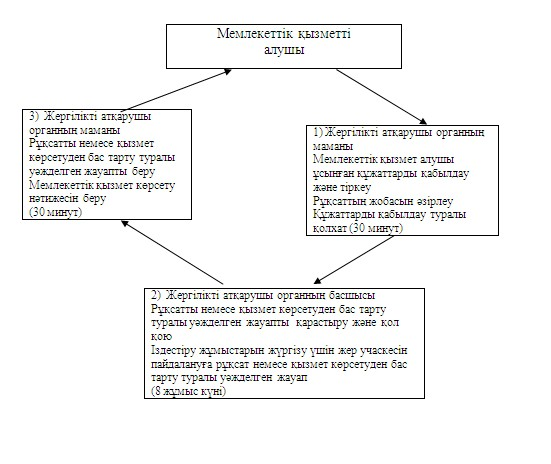 Мемлекеттік қызметті
алушы
3) Жергілікті атқарушы
органның маманы
Рұқсатты немесе қызмет
көрсетуден бас тарту туралы
уәжделген жауапты беру
Мемлекеттік қызмет көрсету
нәтижесін беру
(30 минут)
1) Жергілікті атқарушы органның
маманы
Мемлекеттік қызмет алушы
ұсынған құжаттарды қабылдау
және тіркеу
Рұқсаттың жобасын әзірлеу
Құжаттарды қабылдау туралы
қолхат (30 минут)
2) Жергілікті атқарушы органның басшысы
Рұқсатты немесе қызмет көрсетуден бас тарту
туралы уәжделген жауапты қарастыру және қол
қою
Іздестіру жұмыстарын жүргізу үшін жер учаскесін
пайдалануға рұқсат немесе қызмет көрсетуден бас
тарту туралы уәжделген жауап
(8 жұмыс күні)